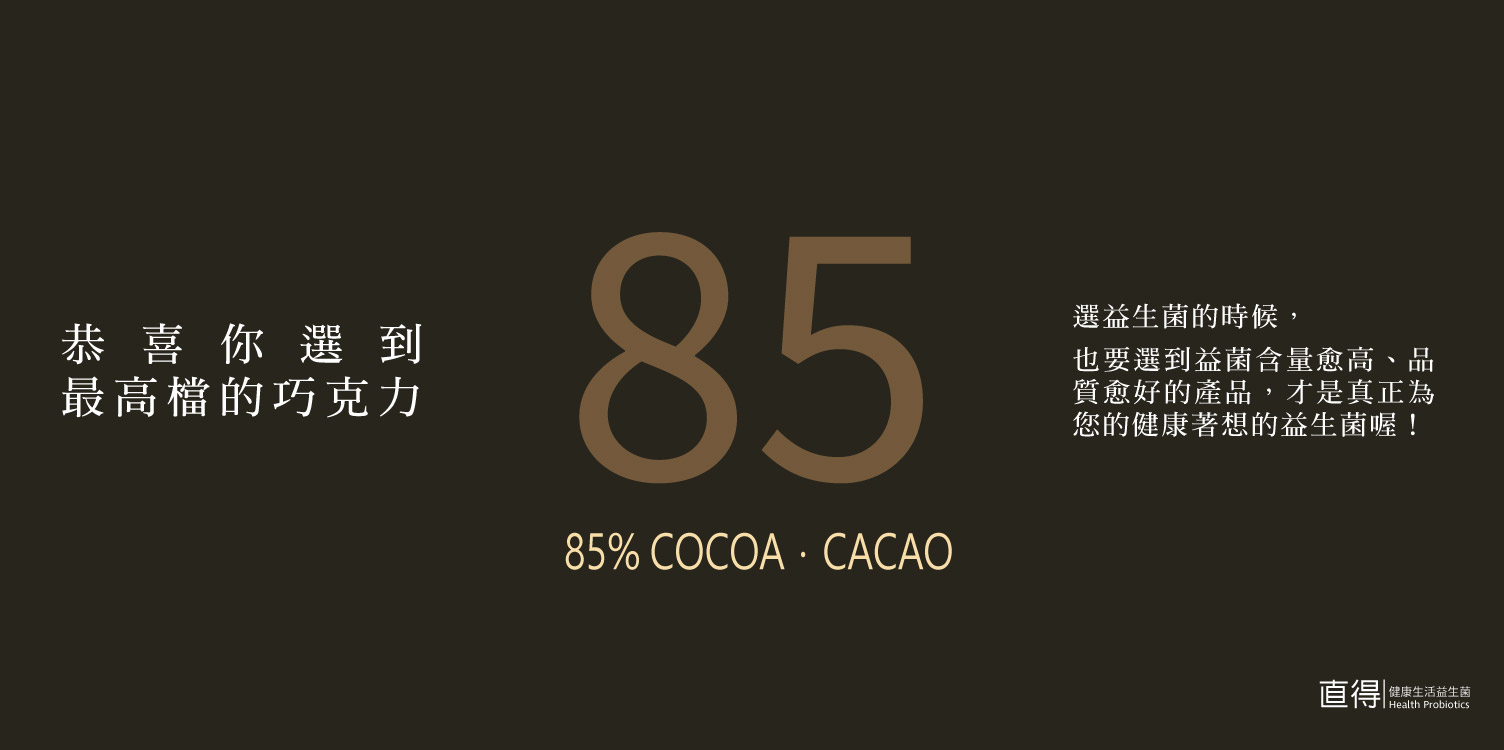 恭喜你選到
最高檔的巧克力
85
85% COCOA · CACAO
選益生菌的時候，
也要選到益菌含量愈高、品
質愈好的產品，才是真正為
您的健康著想的益生菌喔！
直得
健康生活益生菌
Health Probiotics